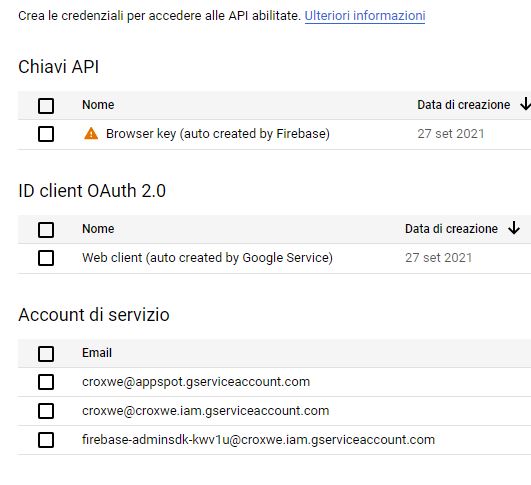 Crea le credenziali per accedere alle API abilitate. Ulteriori informazioni
Chiavi API
Nome Data di creazione
Browser key (auto created by Firebase) 27 set 2021
ID client OAuth 2.0
Nome Data di creazione
Web client (auto created by Google Service) 27 set 2021
Account di servizio
Email
croxwe@appspot.gserviceaccount.com
croxwe@croxwe.iam.gserviceaccount.com
firebase-adminsdk-kwv1u@croxwe.iam.gserviceaccount.com